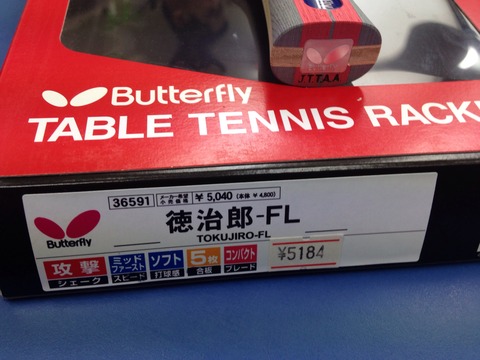 JTTAA
Butterfly
TABLE TENNIS RACK
36591 メーカー希望小売価格 ¥5,040 (本体 ¥4,800)
徳治郎-FL
TOKUJIRO-FL
Butterfly
¥5184
攻撃 ミッドファースト ソフト 5枚 コンパクト
シェーク スピード 打球感 合板 ブレード